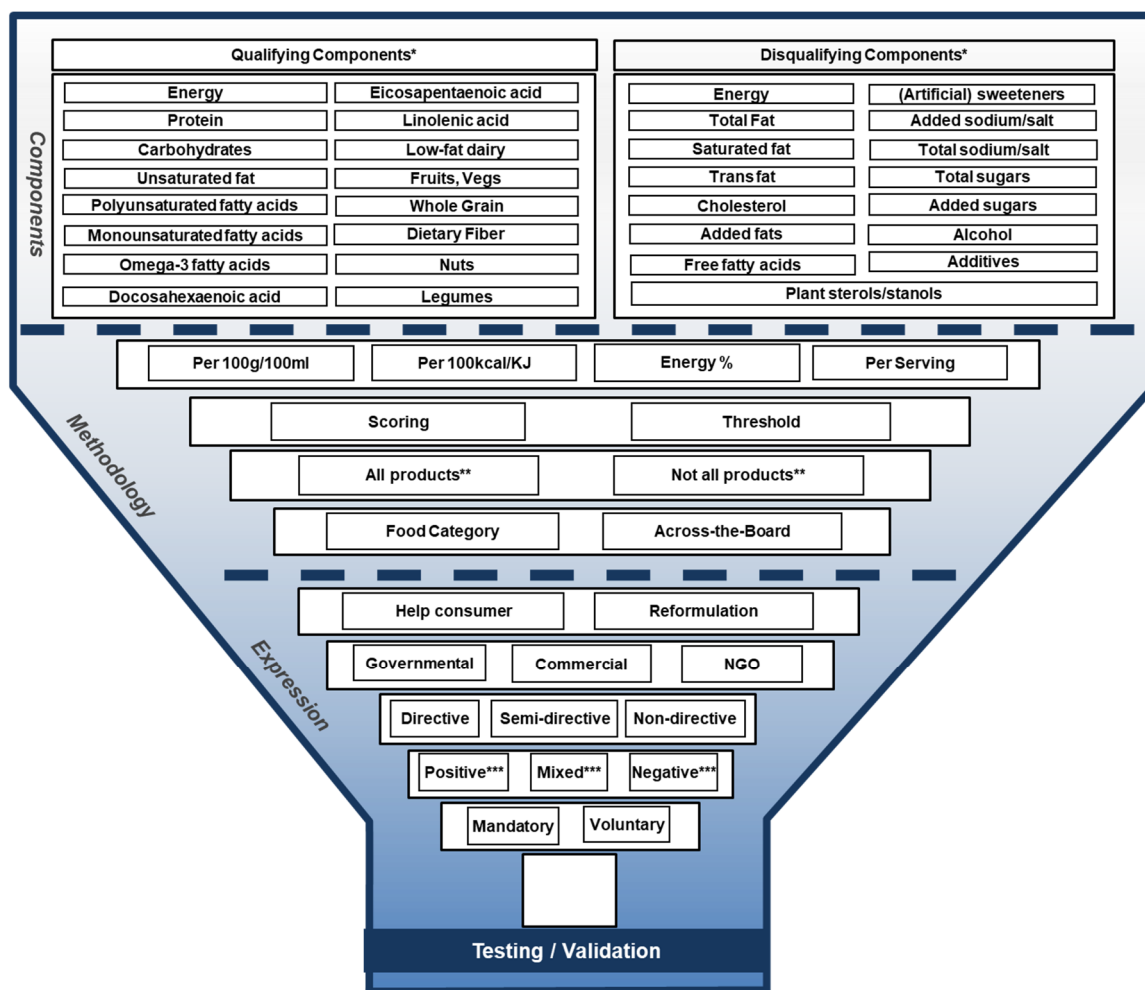 Qualifying Components*
Disqualifying Components*
Components
Energy
Eicosapentaenoic acid
Protein
Linolenic acid
Carbohydrates
Low-fat dairy
Unsaturated fat
Fruits, Vegs
Polyunsaturated fatty acids
Whole Grain
Monounsaturated fatty acids
Dietary Fiber
Omega-3 fatty acids
Nuts
Docosahexaenoic acid
Legumes
Energy
(Artificial) sweeteners
Total Fat
Added sodium/salt
Saturated fat
Total sodium/salt
Trans fat
Total sugars
Cholesterol
Added sugars
Added fats
Alcohol
Free fatty acids
Additives
Plant sterols/stanols
Methodology
Per 100g/100ml
Per 100kcal/KJ
Energy %
Per Serving
Scoring
Threshold
All products**
Not all products**
Food Category
Across-the-Board
Expression
Help consumer
Reformulation
Governmental
Commercial
NGO
Directive
Semi-directive
Non-directive
Positive***
Mixed***
Negative***
Mandatory
Voluntary
Testing / Validation